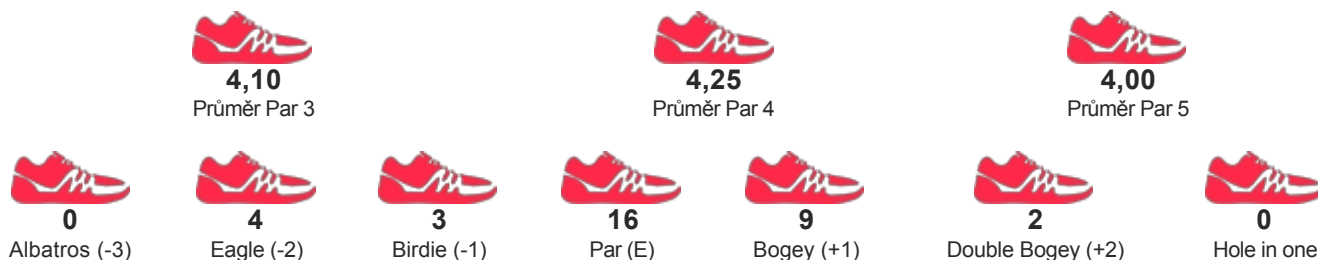 4,10
Průměr Par 3
4,25
Průměr Par 4
4,00
Průměr Par 5
0
Albatros (-3)
4
Eagle (-2)
3
Birdie (-1)
16
Par (E)
9
Bogey (+1)
2
Double Bogey (+2)
0
Hole in one